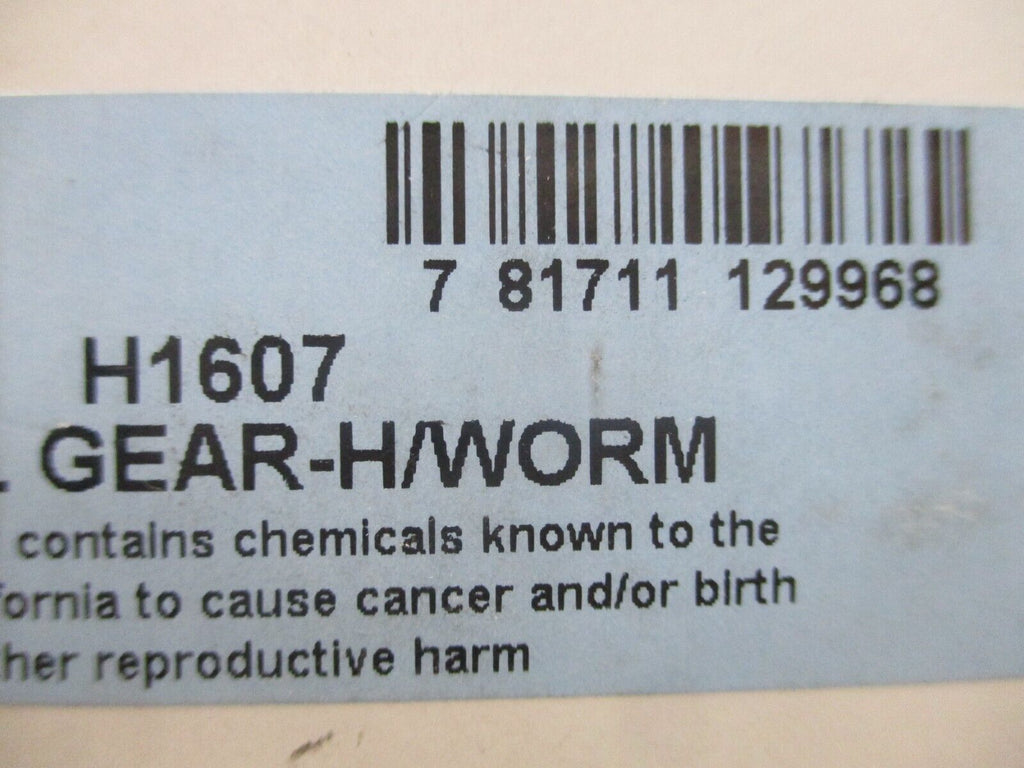 7 81711 129968
H1607
. GEAR-H/WORM
contains chemicals known to the
fornia to cause cancer and/or birth
her reproductive harm